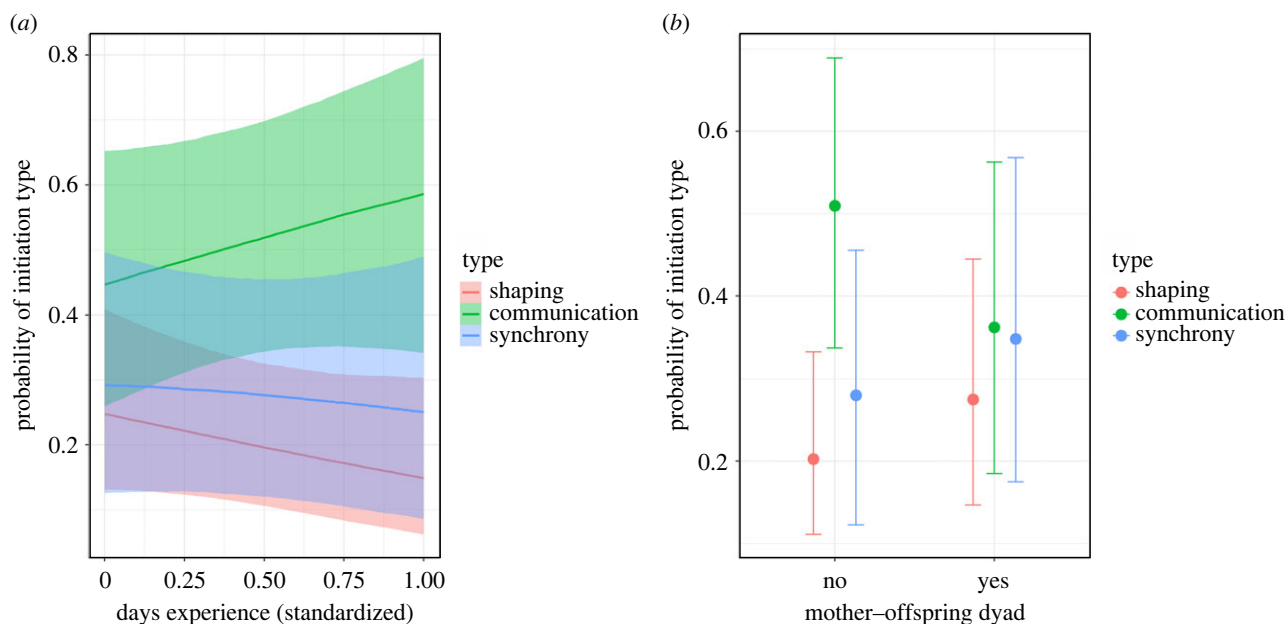 (a)
probability of initiation type
0.8
0.6
0.4
0.2
0 0.25 0.50 0.75 1.00
days experience (standardized)
type
shaping
communication
synchrony
(b)
probability of initiation type
0.6
0.4
0.2
no yes
mother–offspring dyad
type
shaping
communication
synchrony